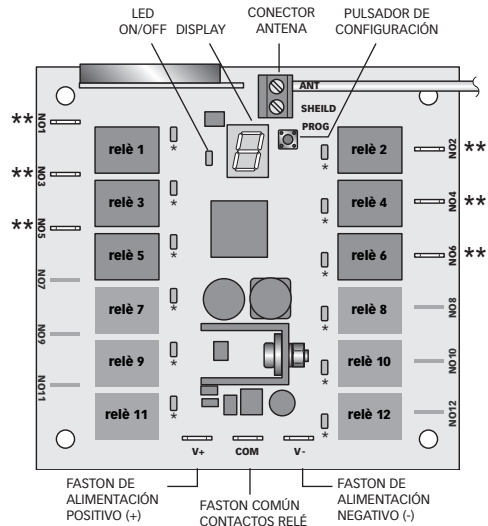 LED
ON/OFF
DISPLAY
CONECTOR
ANTENA
PULSADOR DE
CONFIGURACIÓN
ANT
SHEILD
PROG
**
NO1
relè 1
*
*
relè 2
NO2
**
**
NO3
relè 3
*
*
relè 4
NO4
**
**
NO5
relè 5
*
*
relè 6
NO6
**
NO7
relè 7
*
*
relè 8
NO8
NO9
relè 9
*
*
relè 10
NO10
NO11
relè 11
*
*
relè 12
NO12
V+
COM
V-
FASTON DE
ALIMENTACIÓN
POSITIVO (+)
FASTON COMÚN
CONTACTOS RELÉ
FASTON DE
ALIMENTACIÓN
NEGATIVO (-)